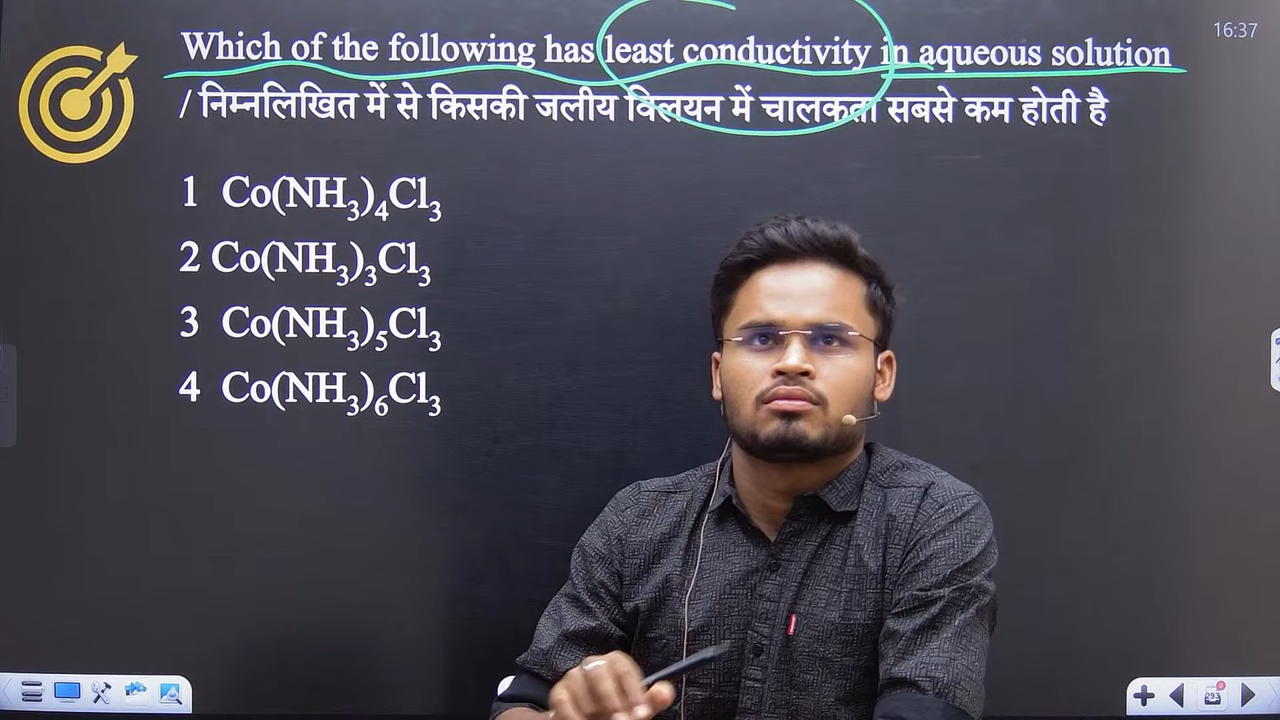 16:37
Which of the following has least conductivity in aqueous solution
/ निम्नलिखित में से किसकी जलीय विलयन में चालकता सबसे कम होती है
1 Co(NH₃)₄Cl₃
2 Co(NH₃)₃Cl₃
3 Co(NH₃)₅Cl₃
4 Co(NH₃)₆Cl₃
293